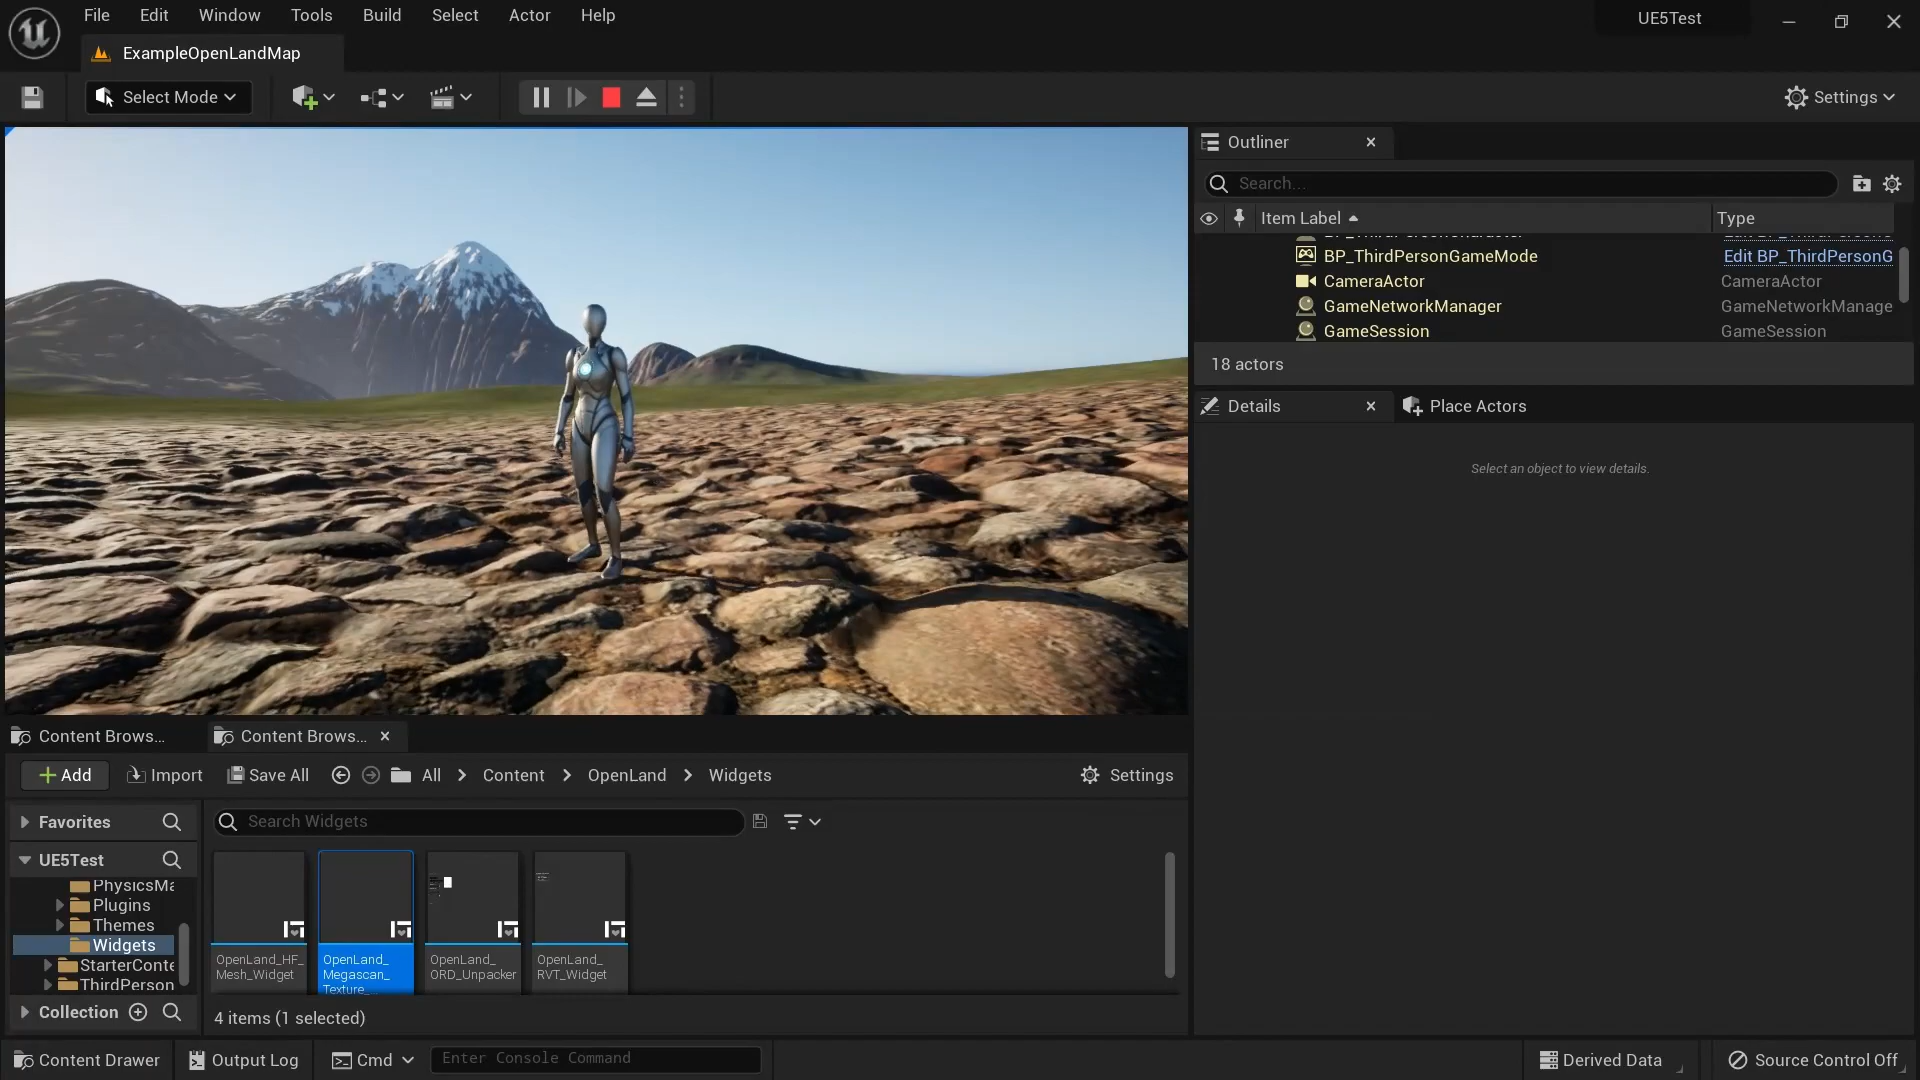 File Edit Window Tools Build Select Actor Help
UE5Test
ExampleOpenLandMap
Select Mode
Settings
Outliner
Search...
Item Label
Type
BP_ThirdPersonGameMode
Edit BP_ThirdPersonG
CameraActor
CameraActor
GameNetworkManager
GameNetworkManage
GameSession
GameSession
18 actors
Details
Place Actors
Select an object to view details.
Content Brows...
Content Brows...
Add
Import
Save All
All
Content
OpenLand
Widgets
Settings
Favorites
Search Widgets
UE5Test
PhysicsMa
Plugins
Themes
Widgets
StarterConte
ThirdPerson
Collection
OpenLand_HF_
Mesh_Widget
OpenLand_
Megascan_
Texture_...
OpenLand_
ORD_Unpacker
OpenLand_
RVT_Widget
4 items (1 selected)
Content Drawer
Output Log
Cmd
Enter Console Command
Derived Data
Source Control Off